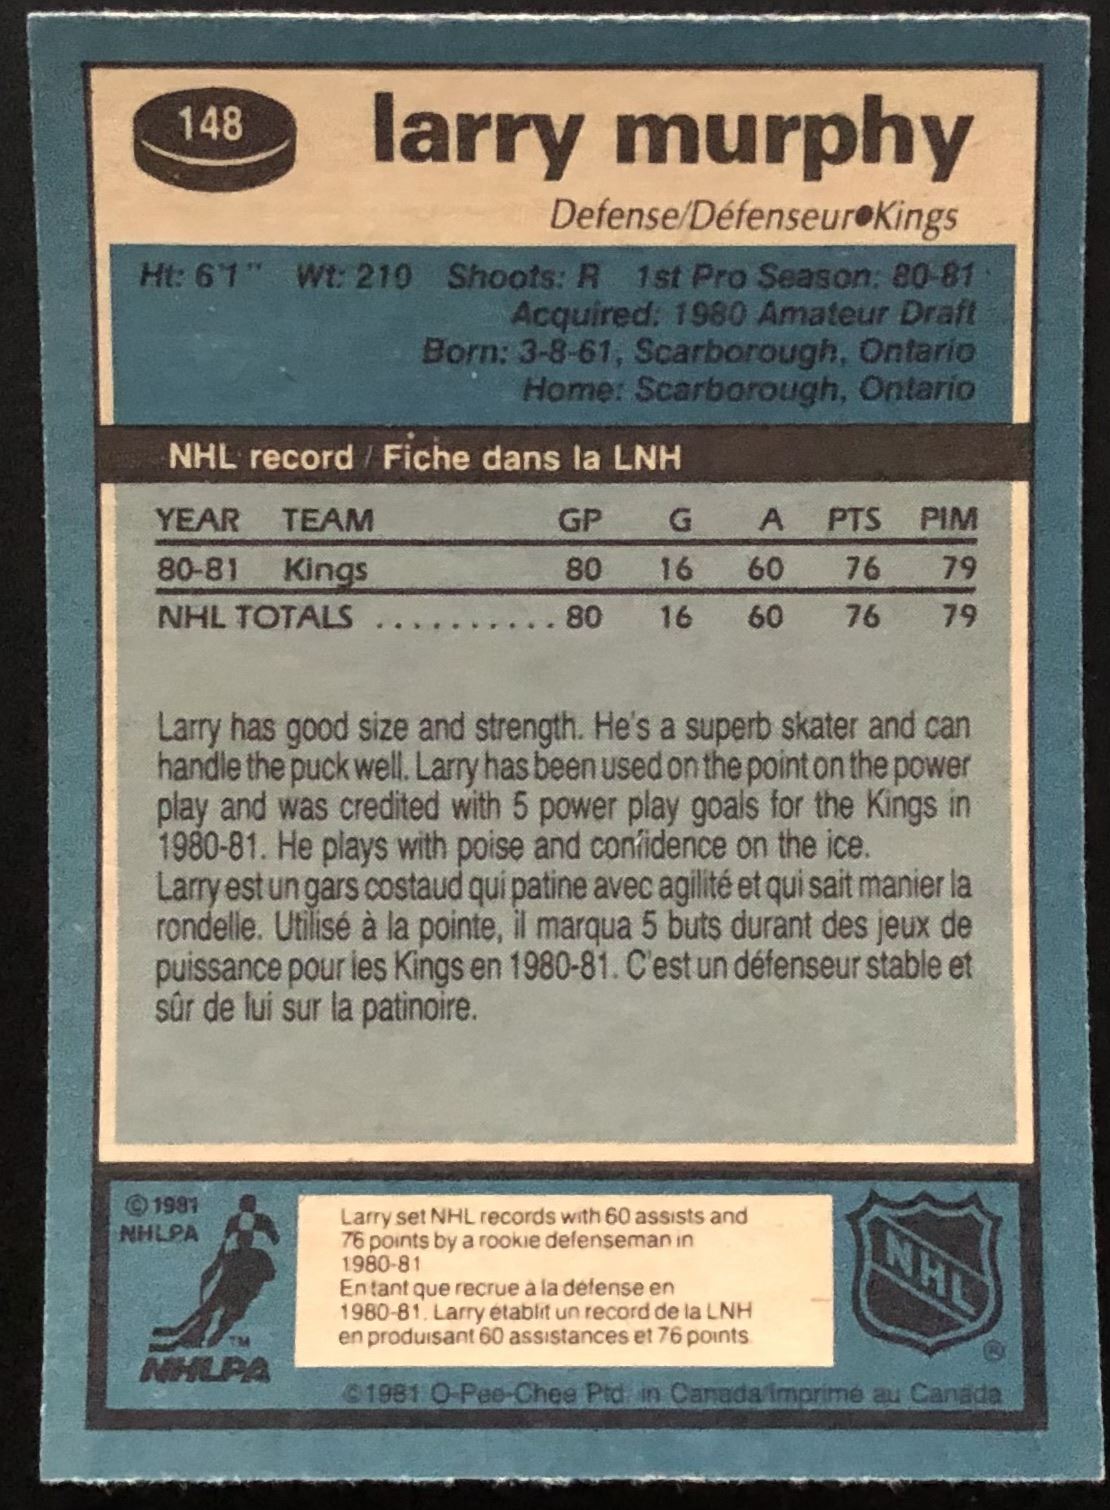 148
larry murphy
Defense/Défenseur●Kings
Ht: 6'1" Wt: 210 Shoots: R 1st Pro Season: 80-81
Acquired: 1980 Amateur Draft
Born: 3-8-61, Scarborough, Ontario
Home: Scarborough, Ontario
NHL record / Fiche dans la LNH
YEAR TEAM GP G A PTS PIM
80-81 Kings 80 16 60 76 79
NHL TOTALS .......... 80 16 60 76 79
Larry has good size and strength. He's a superb skater and can
handle the puck well. Larry has been used on the point on the power
play and was credited with 5 power play goals for the Kings in
1980-81. He plays with poise and confidence on the ice.
Larry est un gars costaud qui patine avec agilité et qui sait manier la
rondelle. Utilisé à la pointe, il marqua 5 buts durant des jeux de
puissance pour les Kings en 1980-81. C'est un défenseur stable et
sûr de lui sur la patinoire.
© 1981
NHLPA
TM
NHLPA
Larry set NHL records with 60 assists and
76 points by a rookie defenseman in
1980-81
En tant que recrue à la défense en
1980-81. Larry établit un record de la LNH
en produisant 60 assistances et 76 points
NHL
®
©1981 O-Pee-Chee Ptd. in Canada/Imprimé au Canada